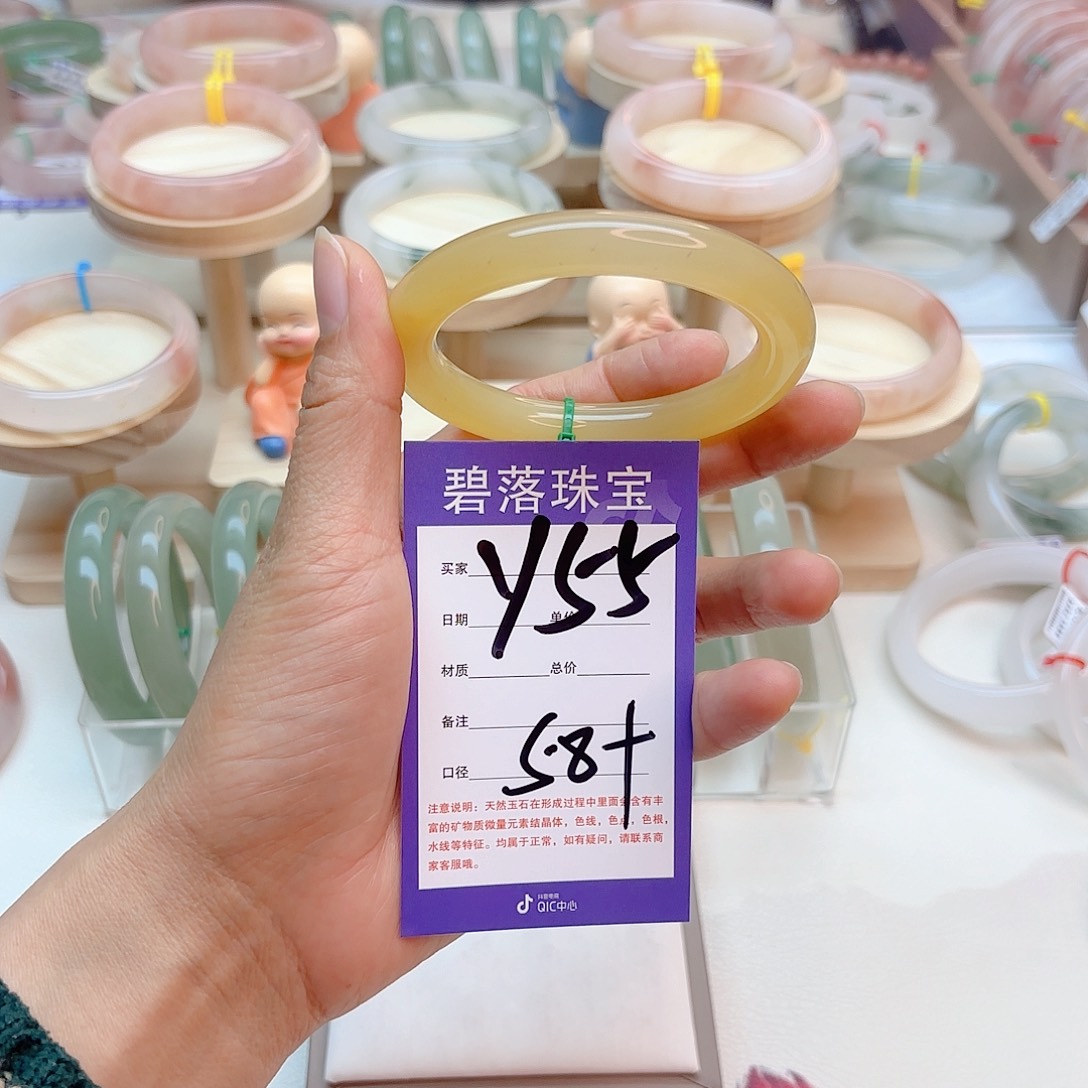 碧落珠宝
Y55
买家
日期 单价
材质 总价
备注
口径 58+
注意说明：天然玉石在形成过程中里面会含有丰
富的矿物质微量元素结晶体，色线，色点，色根，
水线等特征。均属于正常，如有疑问，请联系商
家客服哦。
抖音电商
QIC中心